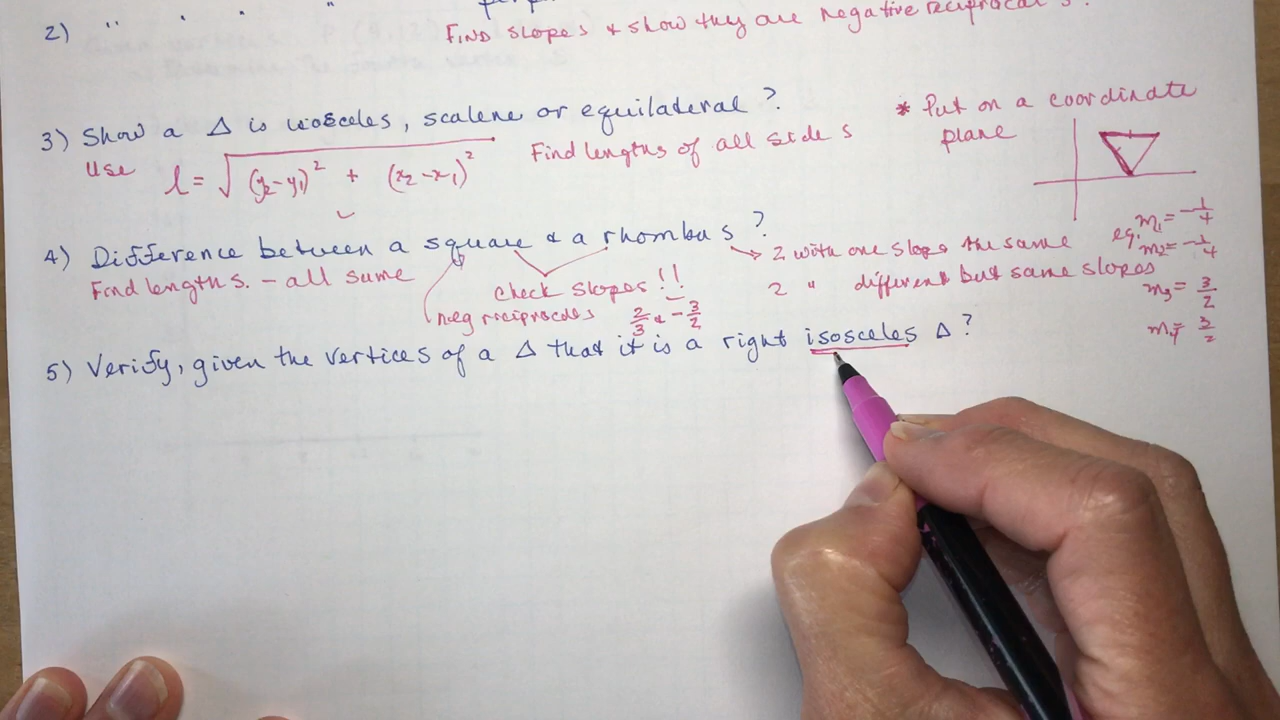 2) " " " "
Find slopes & show they are negative reciprocals.
3) Show a Δ is isosceles, scalene or equilateral?
Use l = √(y₂-y₁)² + (x₂-x₁)²
Find lengths of all sides
* Put on a coordinate
plane
4) Difference between a square & a rhombus?
Find lengths. - all same
check slopes!!
neg reciprocals 2/3 & -3/2
→ 2 with one slope the same
2 " different but same slopes
eg. m₁ = -1/4
m₂ = -1/4
m₃ = 3/2
m₄ = 3/2
5) Verify, given the vertices of a Δ that it is a right isosceles Δ?